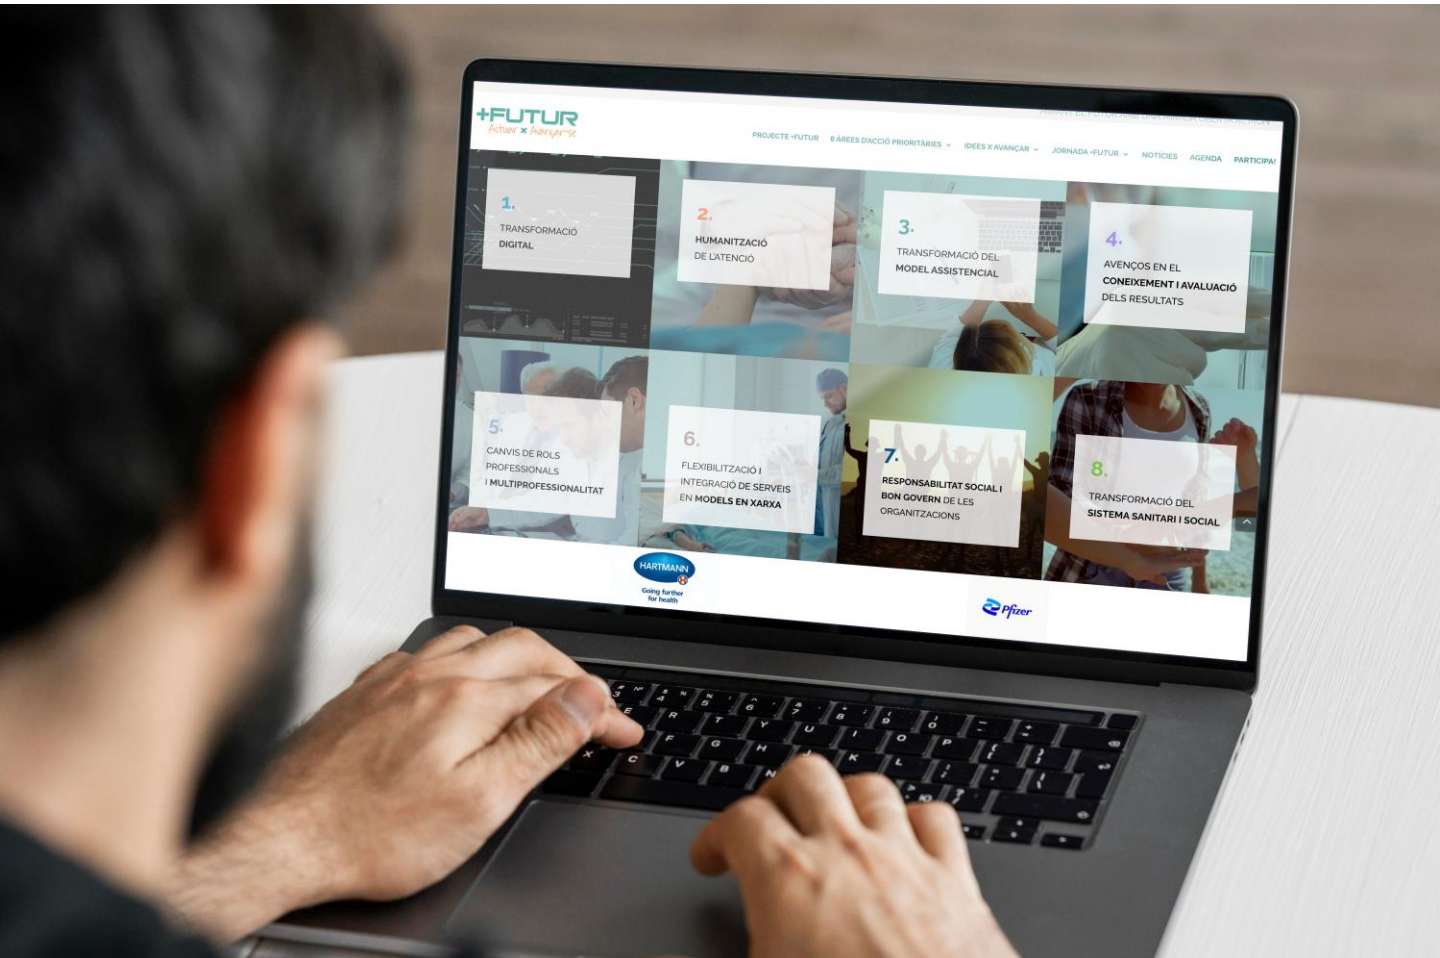 +FUTUR
Actuar x Avançar-se
PROJECTE +FUTUR 8 ÀREES D'ACCIÓ PRIORITÀRIES IDEES X AVANÇAR JORNADA +FUTUR NOTÍCIES AGENDA PARTICIPA!
1.
TRANSFORMACIÓ
DIGITAL
2.
HUMANITZACIÓ
DE L'ATENCIÓ
3.
TRANSFORMACIÓ DEL
MODEL ASSISTENCIAL
4.
AVENÇOS EN EL
CONEIXEMENT I AVALUACIÓ
DELS RESULTATS
5.
CANVIS DE ROLS
PROFESSIONALS
I MULTIPROFESSIONALITAT
6.
FLEXIBILITZACIÓ I
INTEGRACIÓ DE SERVEIS
EN MODELS EN XARXA
7.
RESPONSABILITAT SOCIAL I
BON GOVERN DE LES
ORGANITZACIONS
8.
TRANSFORMACIÓ DEL
SISTEMA SANITARI I SOCIAL
HARTMANN
Going further
for health
Pfizer